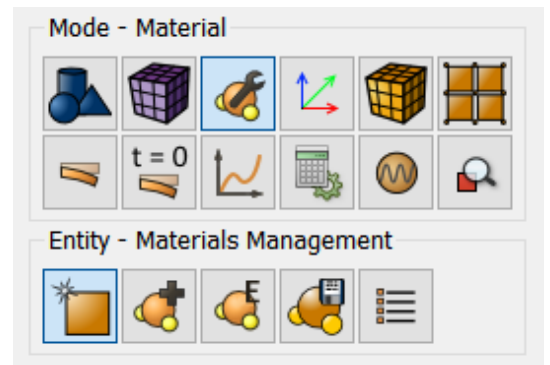 Mode - Material
t = 0
Entity - Materials Management
E